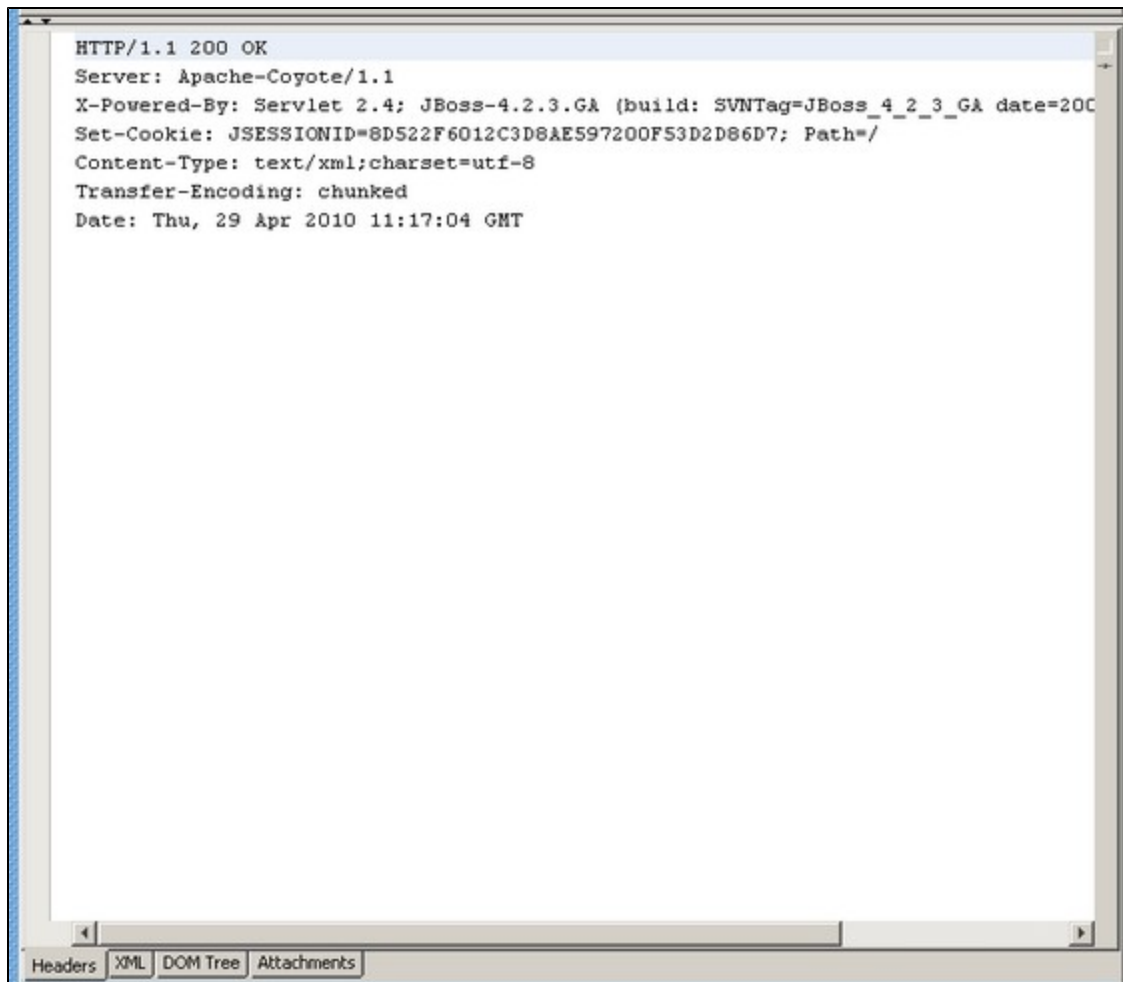 HTTP/1.1 200 OK
Server: Apache-Coyote/1.1
X-Powered-By: Servlet 2.4; JBoss-4.2.3.GA (build: SVNTag=JBoss_4_2_3_GA date=200
Set-Cookie: JSESSIONID=8D522F6012C3D8AE597200F53D2D86D7; Path=/
Content-Type: text/xml;charset=utf-8
Transfer-Encoding: chunked
Date: Thu, 29 Apr 2010 11:17:04 GMT
Headers XML DOM Tree Attachments